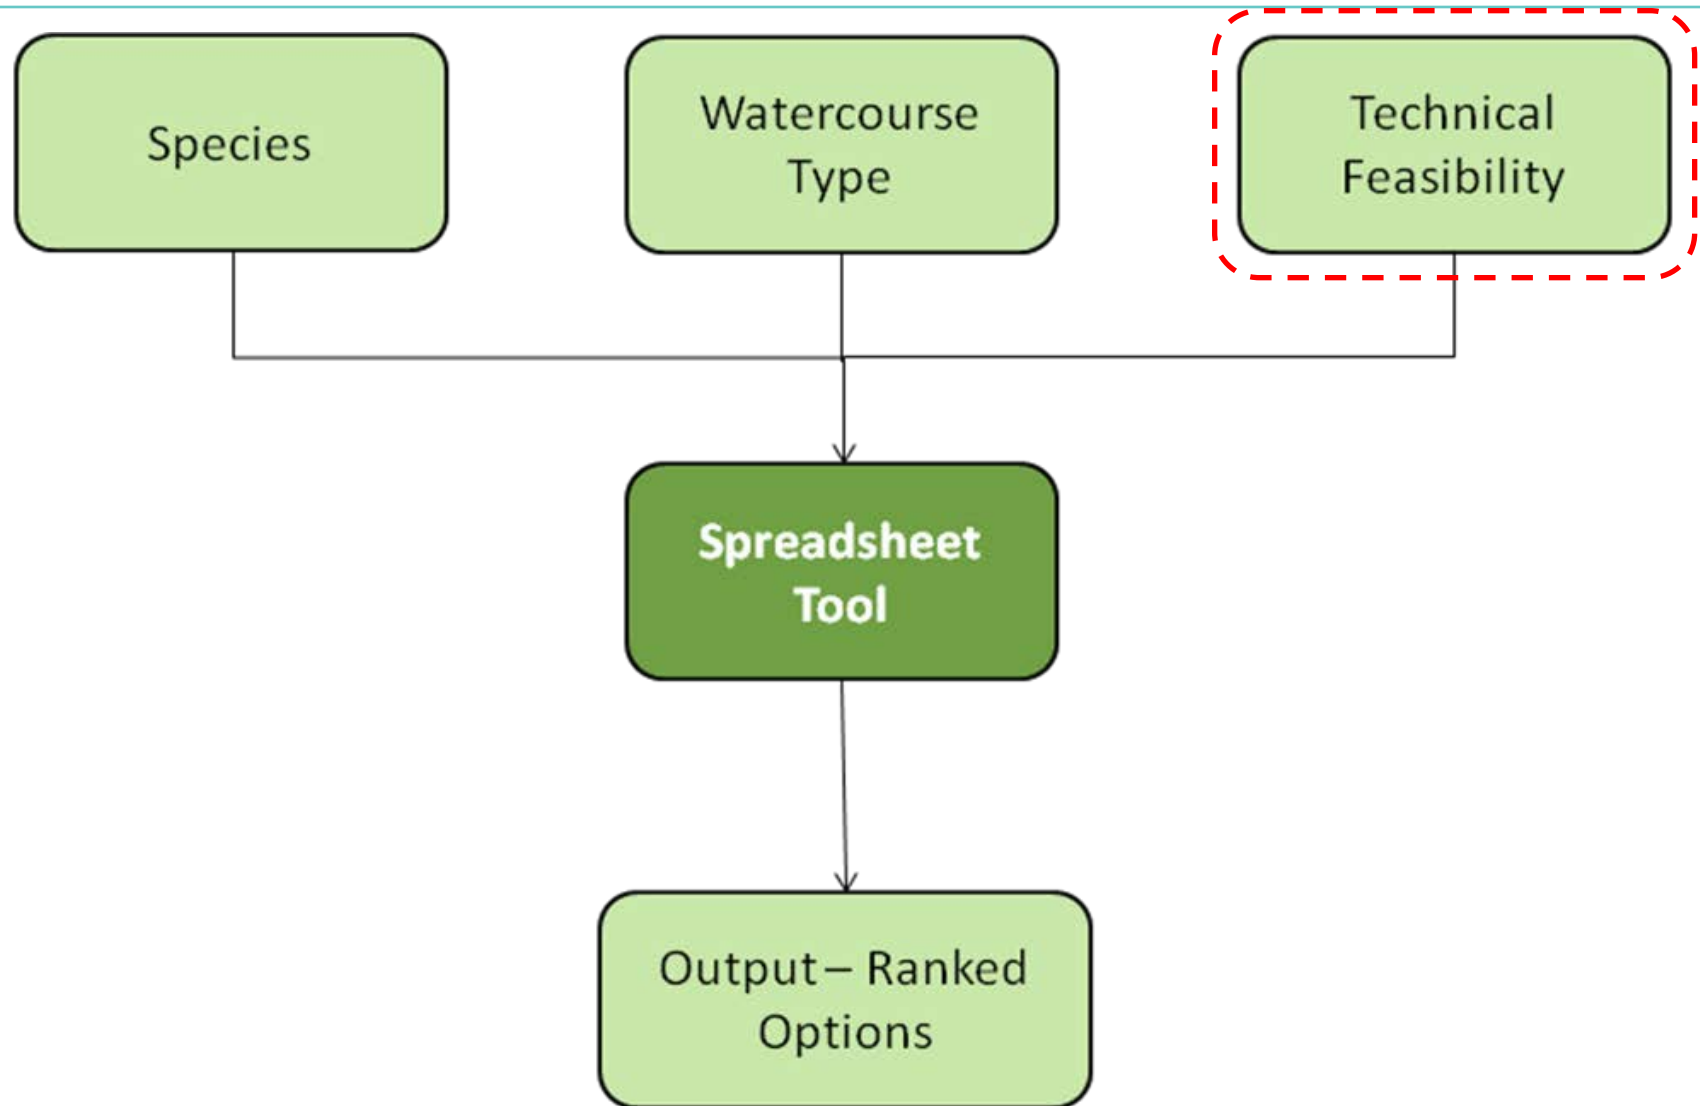 Species
Watercourse
Type
Technical
Feasibility
Spreadsheet
Tool
Output – Ranked
Options